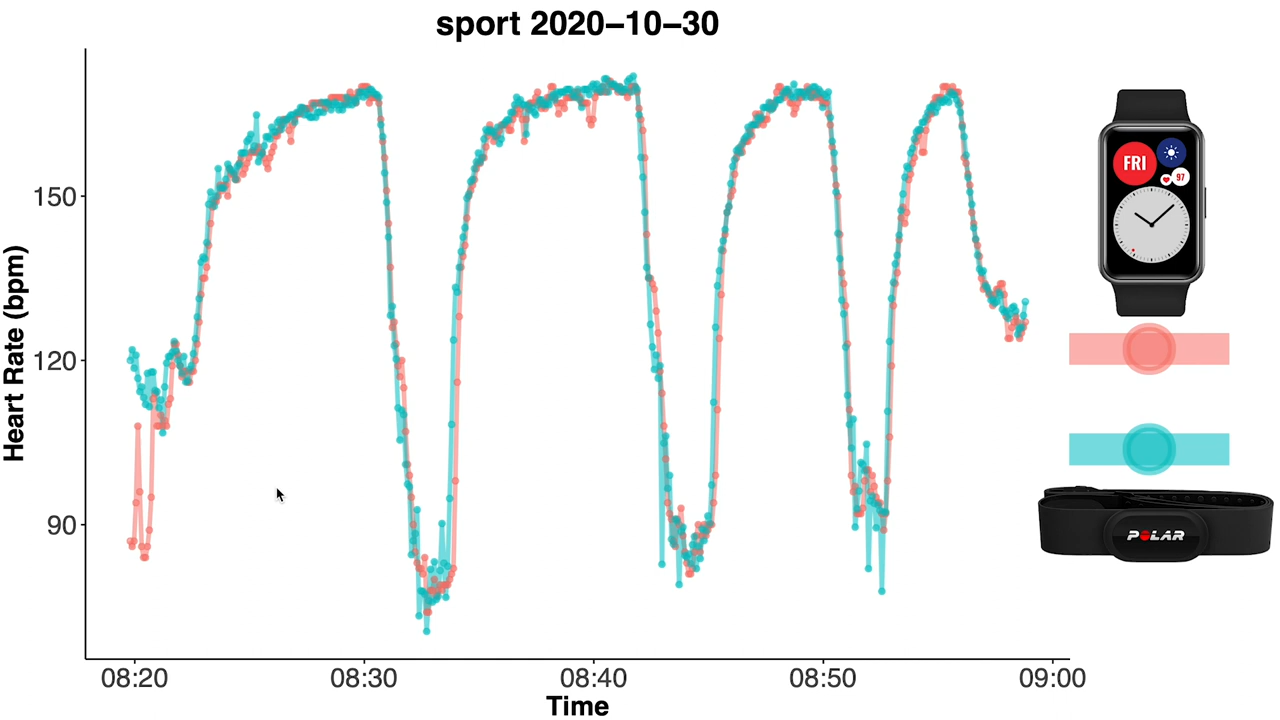 sport 2020–10–30
Heart Rate (bpm)
150
120
90
08:20
08:30
08:40
08:50
09:00
Time
FRI
97
POLAR